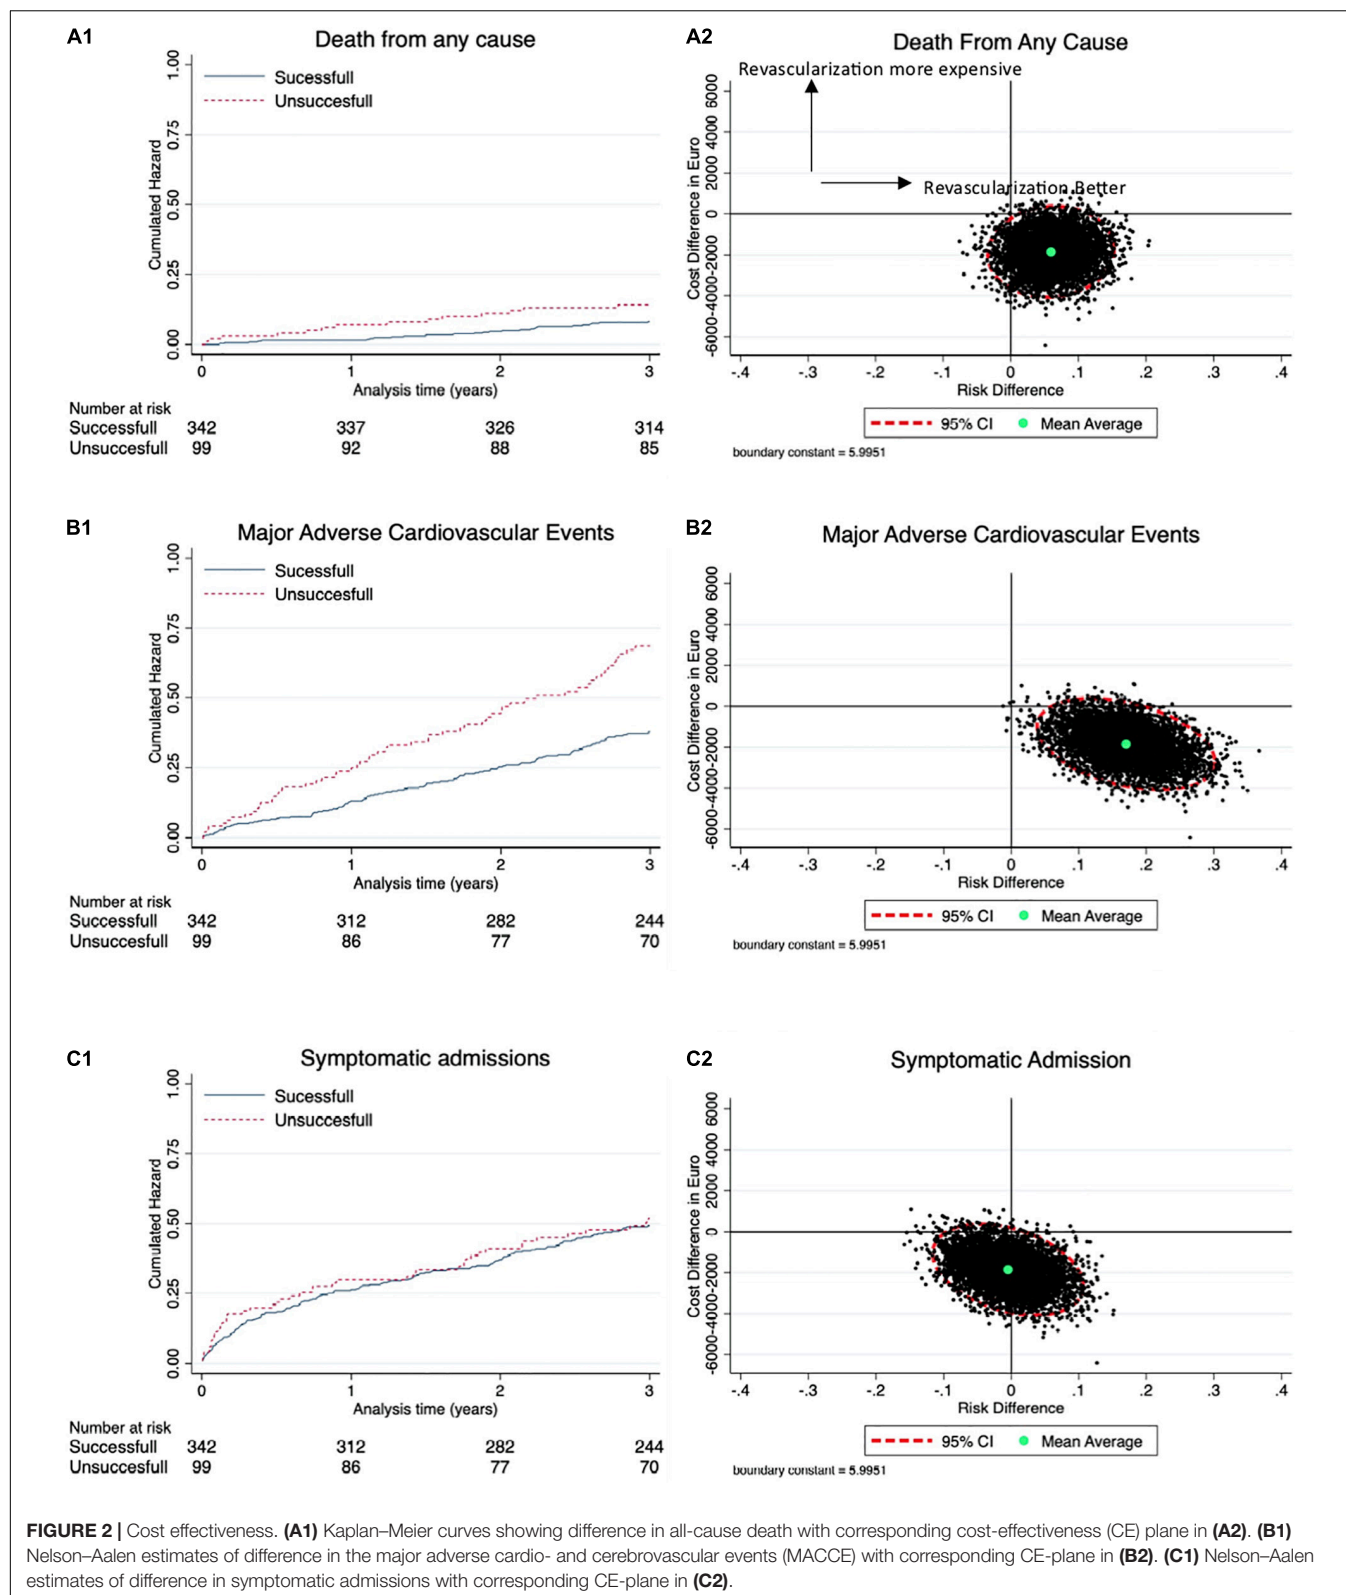 A1
Death from any cause
Sucessfull
Unsuccesfull
Cumulated Hazard
1.00
0.75
0.50
0.25
0.00
0 1 2 3
Analysis time (years)
Number at risk
Successfull 342 337 326 314
Unsuccesfull 99 92 88 85
A2
Death From Any Cause
Revascularization more expensive
Revascularization Better
Cost Difference in Euro
6000
4000
2000
0
-2000
-4000
-6000
-.4 -.3 -.2 -.1 0 .1 .2 .3 .4
Risk Difference
95% CI Mean Average
boundary constant = 5.9951
B1
Major Adverse Cardiovascular Events
Sucessfull
Unsuccesfull
Cumulated Hazard
1.00
0.75
0.50
0.25
0.00
0 1 2 3
Analysis time (years)
Number at risk
Successfull 342 312 282 244
Unsuccesfull 99 86 77 70
B2
Major Adverse Cardiovascular Events
Cost Difference in Euro
6000
4000
2000
0
-2000
-4000
-6000
-.4 -.3 -.2 -.1 0 .1 .2 .3 .4
Risk Difference
95% CI Mean Average
boundary constant = 5.9951
C1
Symptomatic admissions
Sucessfull
Unsuccesfull
Cumulated Hazard
1.00
0.75
0.50
0.25
0.00
0 1 2 3
Analysis time (years)
Number at risk
Successfull 342 312 282 244
Unsuccesfull 99 86 77 70
C2
Symptomatic Admission
Cost Difference in Euro
6000
4000
2000
0
-2000
-4000
-6000
-.4 -.3 -.2 -.1 0 .1 .2 .3 .4
Risk Difference
95% CI Mean Average
boundary constant = 5.9951
FIGURE 2 | Cost effectiveness. (A1) Kaplan–Meier curves showing difference in all-cause death with corresponding cost-effectiveness (CE) plane in (A2). (B1)
Nelson–Aalen estimates of difference in the major adverse cardio- and cerebrovascular events (MACCE) with corresponding CE-plane in (B2). (C1) Nelson–Aalen
estimates of difference in symptomatic admissions with corresponding CE-plane in (C2).